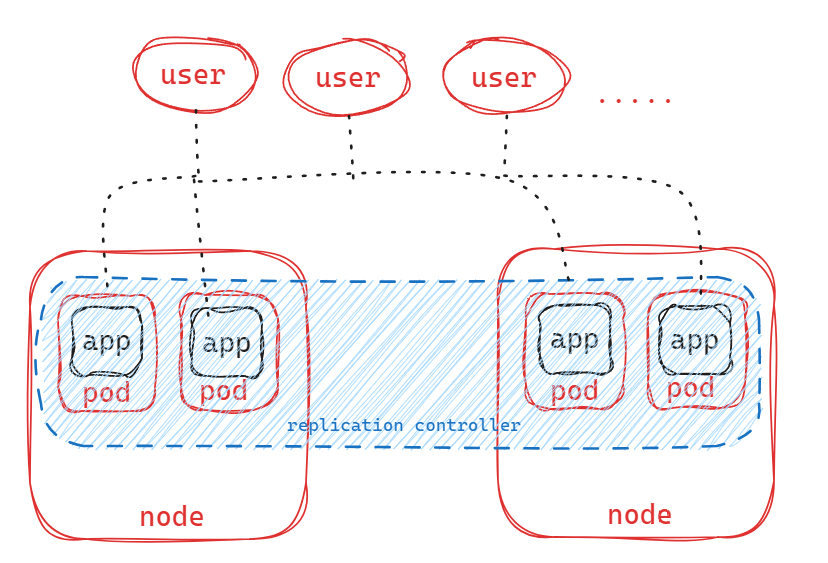 user
user
user
.....
app
app
app
app
pod
pod
pod
pod
replication controller
node
node